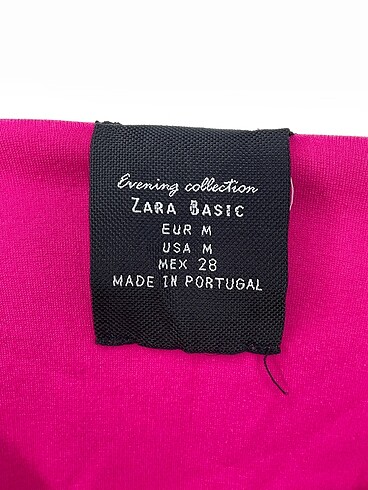 Evening collection
ZARA BASIC
EUR M
USA M
MEX 28
MADE IN PORTUGAL